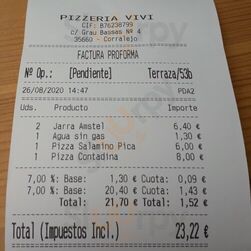 PIZZERIA VIVI
CIF: B76238799
c/ Grau Bassas Nº 4
35660 - Corralejo
FACTURA PROFORMA
Nº Op.: [Pendiente] Terraza/53b
26/08/2020 14:47 PDA2
Uds. Producto Importe
2 Jarra Amstel 6,40 €
1 Agua sin gas 1,30 €
1 Pizza Salamino Pica 6,00 €
1 Pizza Contadina 8,00 €
7,00 %: Base: 1,30 € Cuota: 0,09 €
7,00 %: Base: 20,40 € Cuota: 1,43 €
Total: 21,70 € Total: 1,52 €
Total (Impuestos Incl.) 23,22 €